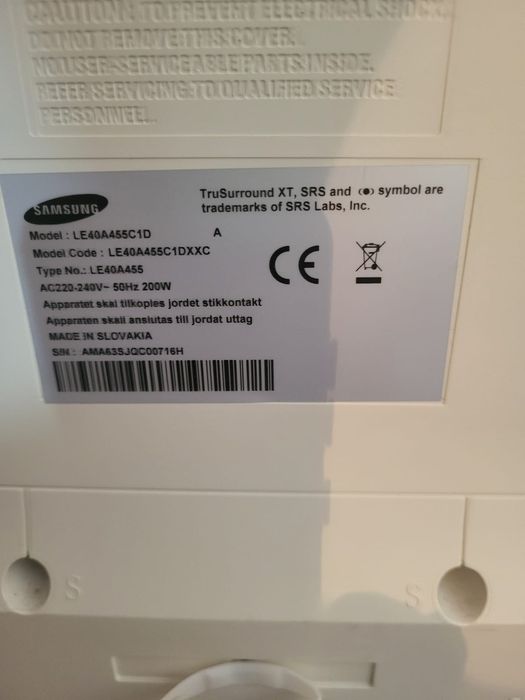 CAUTION: TO PREVENT ELECTRICAL SHOCK,
DO NOT REMOVE THIS COVER.
NO USER-SERVICEABLE PARTS INSIDE.
REFER SERVICING TO QUALIFIED SERVICE
PERSONNEL.
SAMSUNG
TruSurround XT, SRS and (●) symbol are
trademarks of SRS Labs, Inc.
Model : LE40A455C1D A
Model Code : LE40A455C1DXXC
Type No.: LE40A455
AC220-240V~ 50Hz 200W
Apparatet skal tilkoples jordet stikkontakt
Apparaten skall anslutas till jordat uttag
MADE IN SLOVAKIA
S/N : AMA63SJQC00716H
CE
S
S